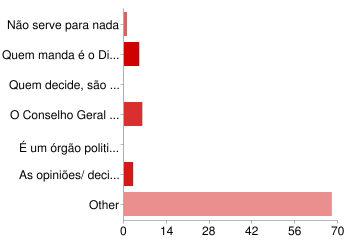 Não serve para nada
Quem manda é o Di...
Quem decide, são ...
O Conselho Geral ...
É um órgão politi...
As opiniões/ deci...
Other
0 14 28 42 56 70